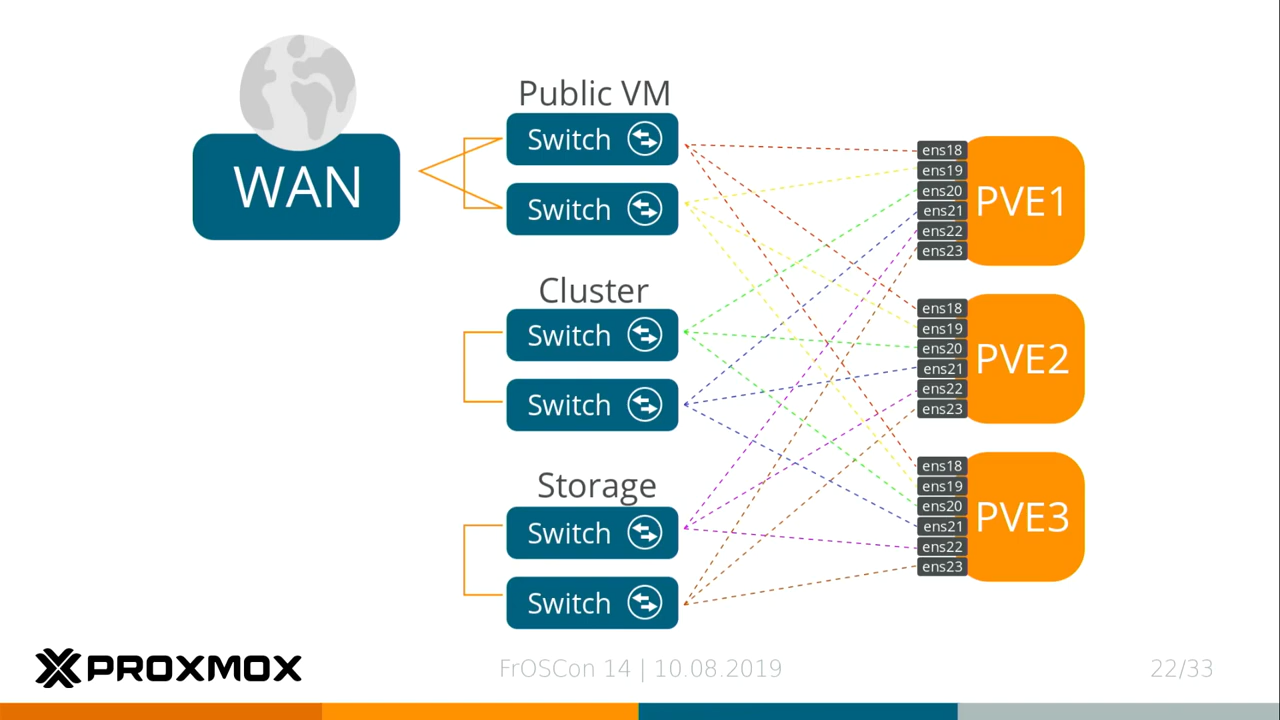 WAN
Public VM
Switch
Switch
Cluster
Switch
Switch
Storage
Switch
Switch
ens18
ens19
ens20
ens21
ens22
ens23
PVE1
ens18
ens19
ens20
ens21
ens22
ens23
PVE2
ens18
ens19
ens20
ens21
ens22
ens23
PVE3
PROXMOX
FrOSCon 14 | 10.08.2019
22/33